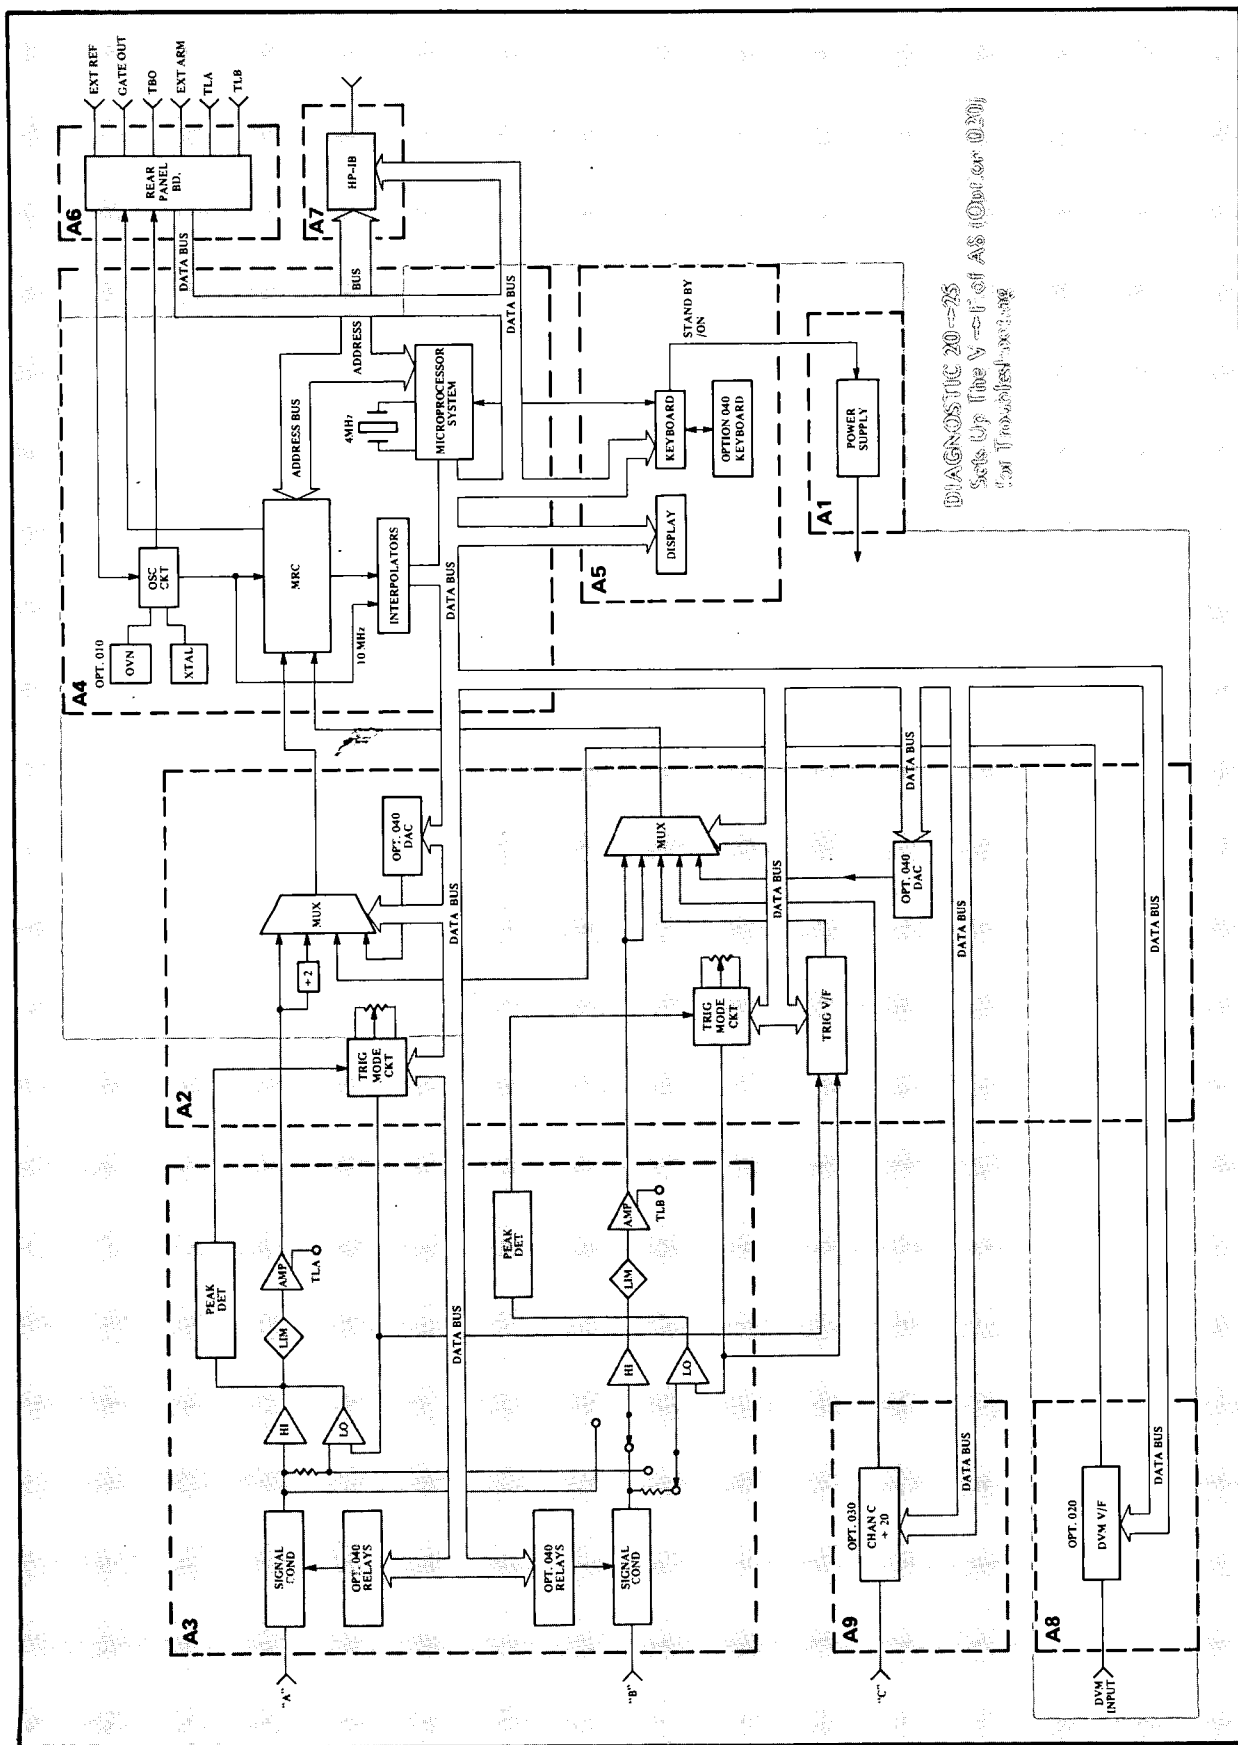 A6
REAR
PANEL
BD.
EXT REF
GATE OUT
TBO
EXT ARM
TLA
TLB
A7
HP-IB
DATA BUS
ADDRESS BUS
DATA BUS
A4
OPT. 010
OVN
XTAL
OSC
CKT
MRC
ADDRESS BUS
4MHz
MICROPROCESSOR
SYSTEM
10 MHz
INTERPOLATORS
DATA BUS
DATA BUS
A5
DISPLAY
KEYBOARD
OPTION 040
KEYBOARD
STAND BY
/ON
A1
POWER
SUPPLY
DIAGNOSTIC 20-25
Sets Up The
of A8 (Option 020)
for Troubleshooting
A2
MUX
÷2
OPT. 040
DAC
TRIG
MODE
CKT
DATA BUS
MUX
TRIG
MODE
CKT
DATA BUS
TRIG V/F
OPT. 040
DAC
DATA BUS
DATA BUS
DATA BUS
A3
"A"
SIGNAL
COND
OPT. 040
RELAYS
HI
LO
LIM
AMP
TLA
PEAK
DET
DATA BUS
"B"
OPT. 040
RELAYS
SIGNAL
COND
HI
LO
LIM
AMP
TLB
PEAK
DET
A9
"C"
OPT. 030
CHAN C
÷ 20
DATA BUS
A8
DVM
INPUT
OPT. 020
DVM V/F
DATA BUS